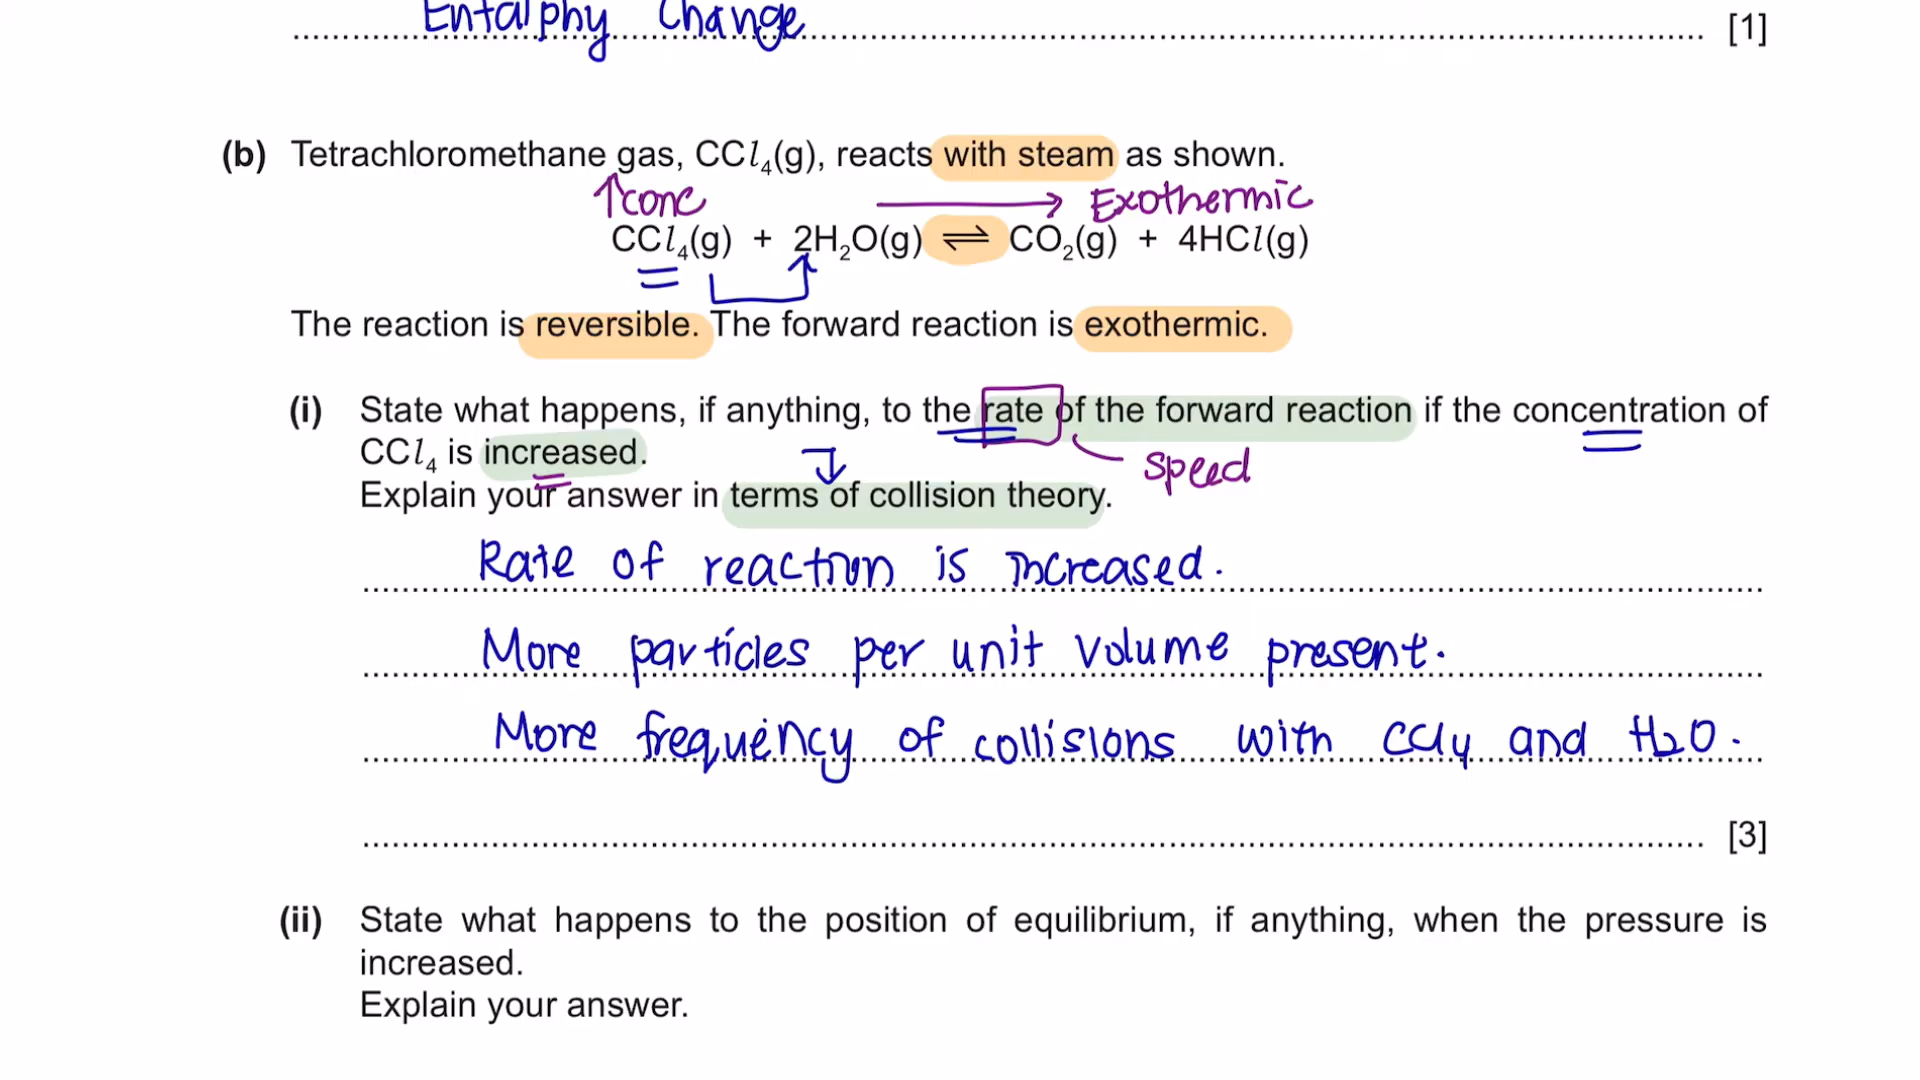 Entalphy Change
[1]
(b) Tetrachloromethane gas, CCl₄(g), reacts with steam as shown.
↑conc → Exothermic
CCl₄(g) + 2H₂O(g) ⇌ CO₂(g) + 4HCl(g)
The reaction is reversible. The forward reaction is exothermic.
(i) State what happens, if anything, to the rate of the forward reaction if the concentration of
CCl₄ is increased.
speed
Explain your answer in terms of collision theory.
Rate of reaction is increased.
More particles per unit volume present.
More frequency of collisions with CCl4 and H2O.
[3]
(ii) State what happens to the position of equilibrium, if anything, when the pressure is
increased.
Explain your answer.